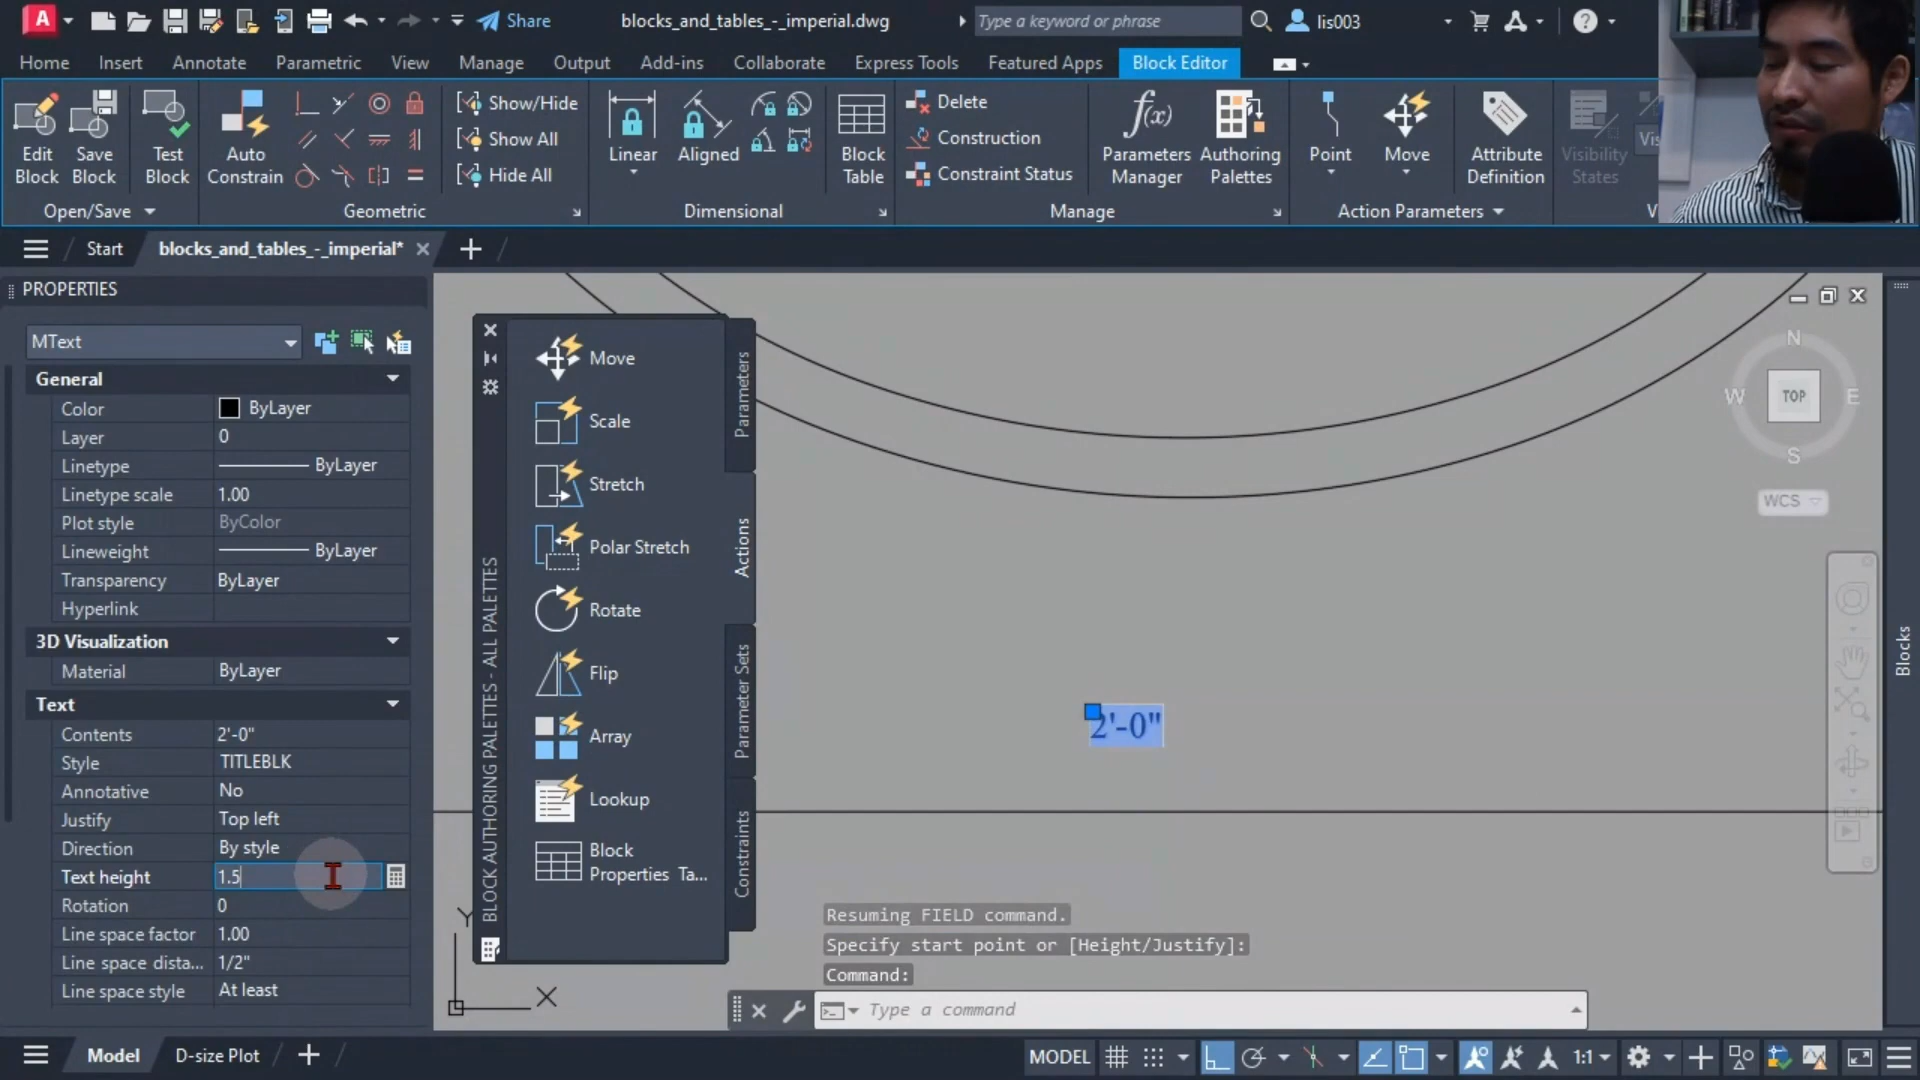 A
Share
blocks_and_tables_-_imperial.dwg
Type a keyword or phrase
lis003
Home Insert Annotate Parametric View Manage Output Add-ins Collaborate Express Tools Featured Apps Block Editor
Edit Block
Save Block
Test Block
Open/Save
Auto Constrain
Show/Hide
Show All
Hide All
Geometric
Linear
Aligned
Dimensional
Block Table
Delete
Construction
Constraint Status
Manage
f(x)
Parameters Manager
Authoring Palettes
Point
Move
Action Parameters
Attribute Definition
Visibility States
Start
blocks_and_tables_-_imperial*
PROPERTIES
MText
General
Color ByLayer
Layer 0
Linetype ByLayer
Linetype scale 1.00
Plot style ByColor
Lineweight ByLayer
Transparency ByLayer
Hyperlink
3D Visualization
Material ByLayer
Text
Contents 2'-0"
Style TITLEBLK
Annotative No
Justify Top left
Direction By style
Text height 1.5
Rotation 0
Line space factor 1.00
Line space dista... 1/2"
Line space style At least
Move
Scale
Stretch
Polar Stretch
Rotate
Flip
Array
Lookup
Block
Properties Ta...
Parameters
Actions
Parameter Sets
Constraints
BLOCK AUTHORING PALETTES - ALL PALETTES
2'-0"
N
W TOP E
S
WCS
Blocks
Y
X
Resuming FIELD command.
Specify start point or [Height/Justify]:
Command:
Type a command
Model
D-size Plot
MODEL
1:1